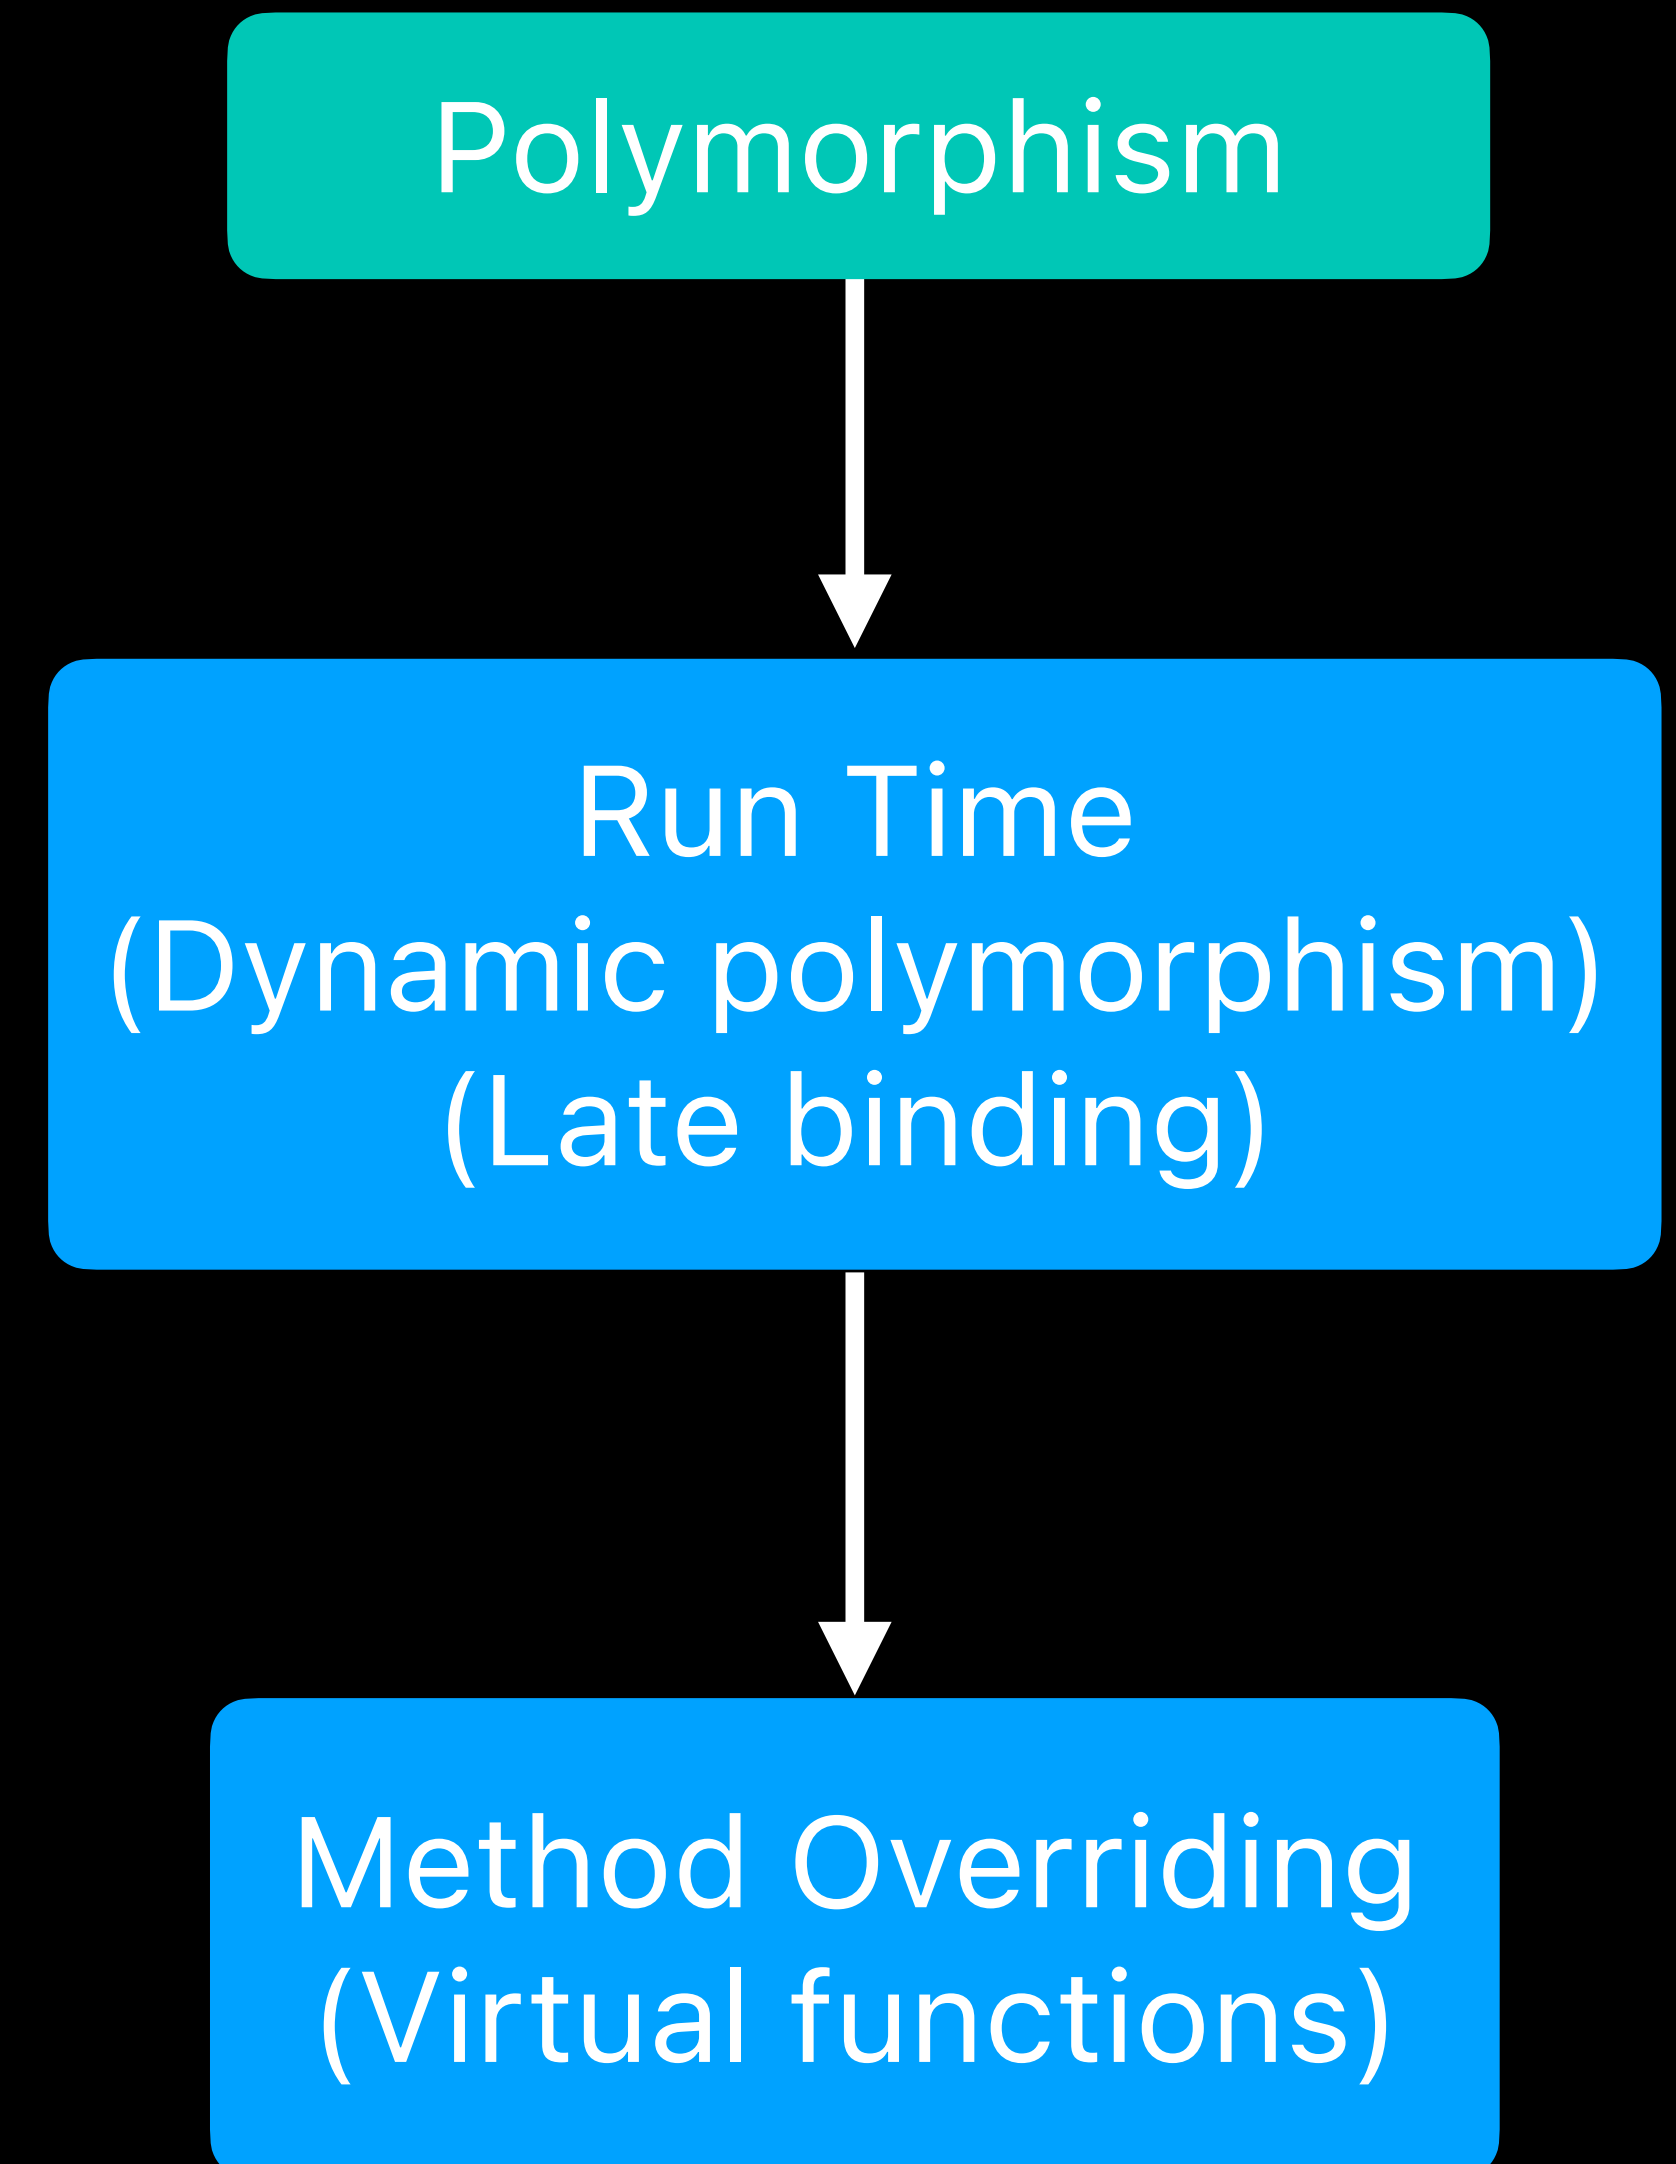 Polymorphism
Run Time
(Dynamic polymorphism)
(Late binding)
Method Overriding
(Virtual functions)